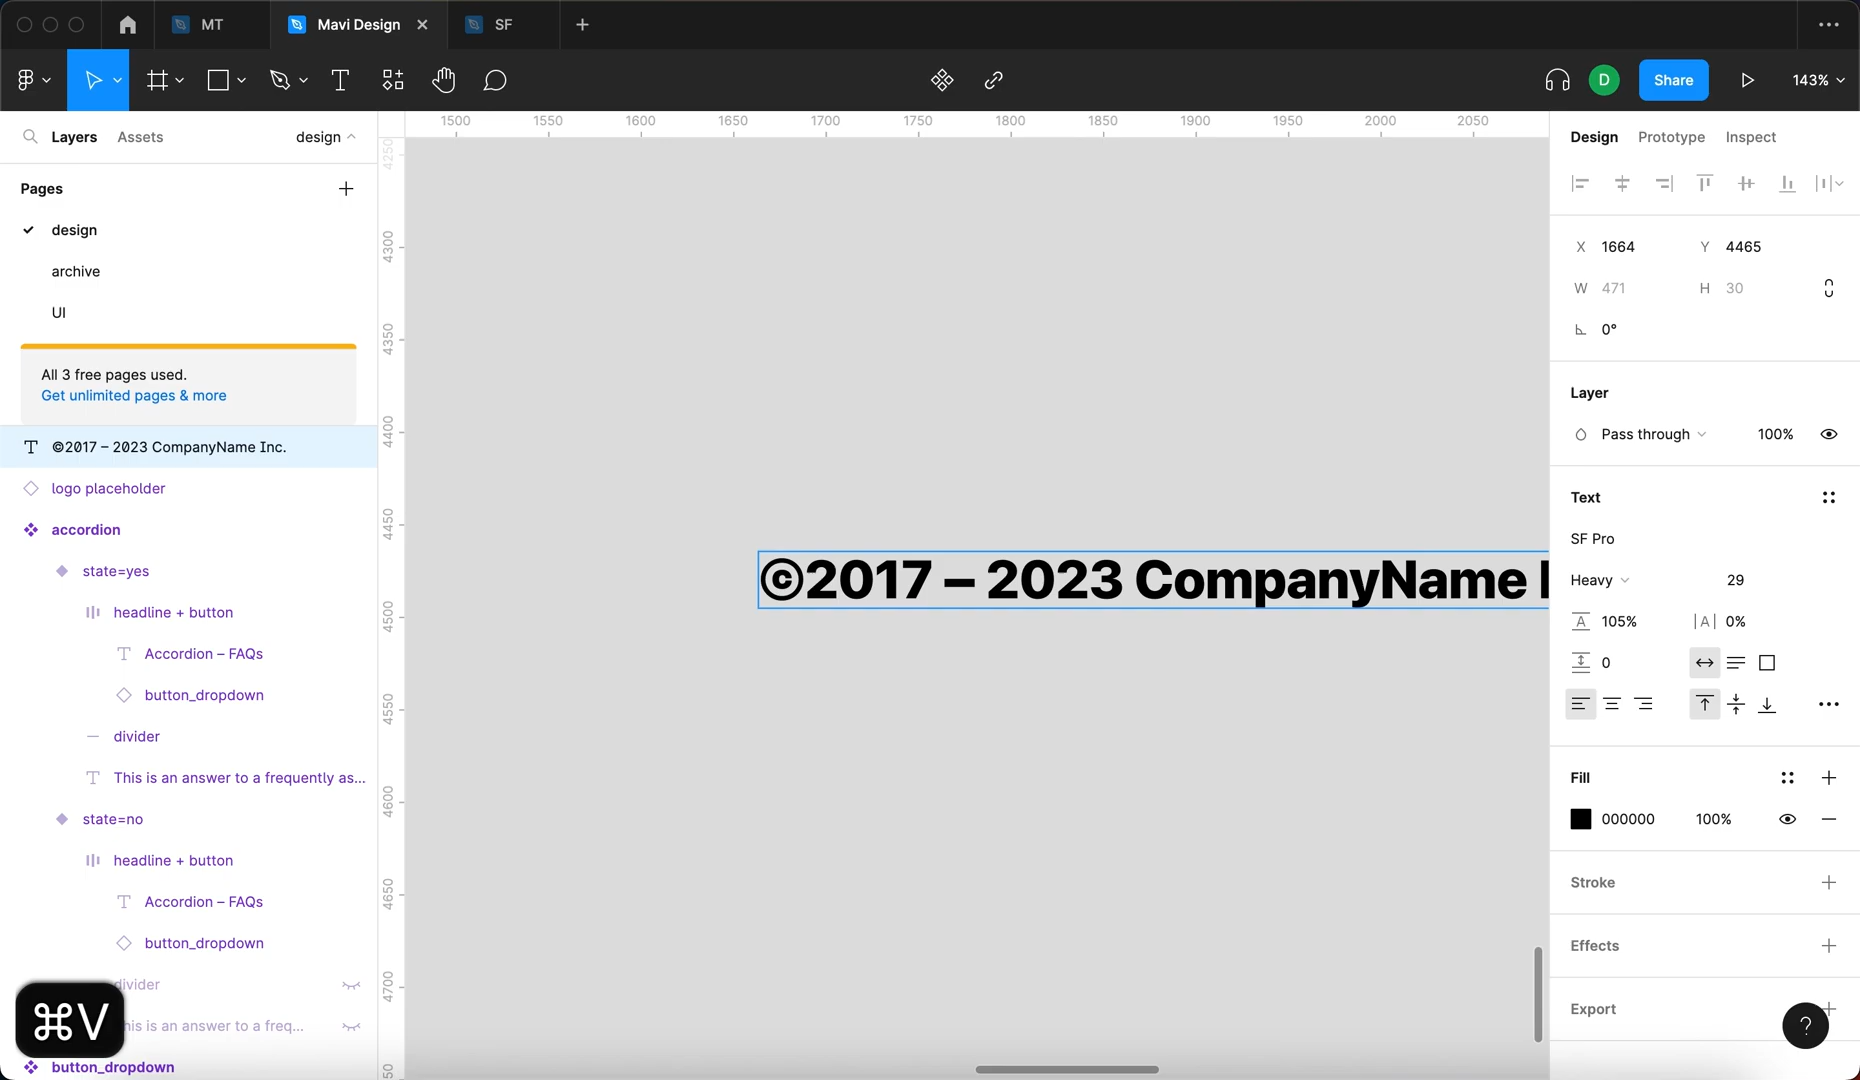 MT
Mavi Design
SF
D
Share
143%
Layers
Assets
design
1500
1550
1600
1650
1700
1750
1800
1850
1900
1950
2000
2050
Design
Prototype
Inspect
Pages
design
archive
UI
All 3 free pages used.
Get unlimited pages & more
©2017 – 2023 CompanyName Inc.
logo placeholder
accordion
state=yes
headline + button
Accordion – FAQs
button_dropdown
divider
This is an answer to a frequently as...
state=no
headline + button
Accordion – FAQs
button_dropdown
divider
This is an answer to a freq...
button_dropdown
⌘V
4250
4300
4350
4400
4450
4500
4550
4600
4650
4700
50
©2017 – 2023 CompanyName I
X 1664
Y 4465
W 471
H 30
0°
Layer
Pass through
100%
Text
SF Pro
Heavy
29
A 105%
|A| 0%
0
Fill
000000
100%
Stroke
Effects
Export
?